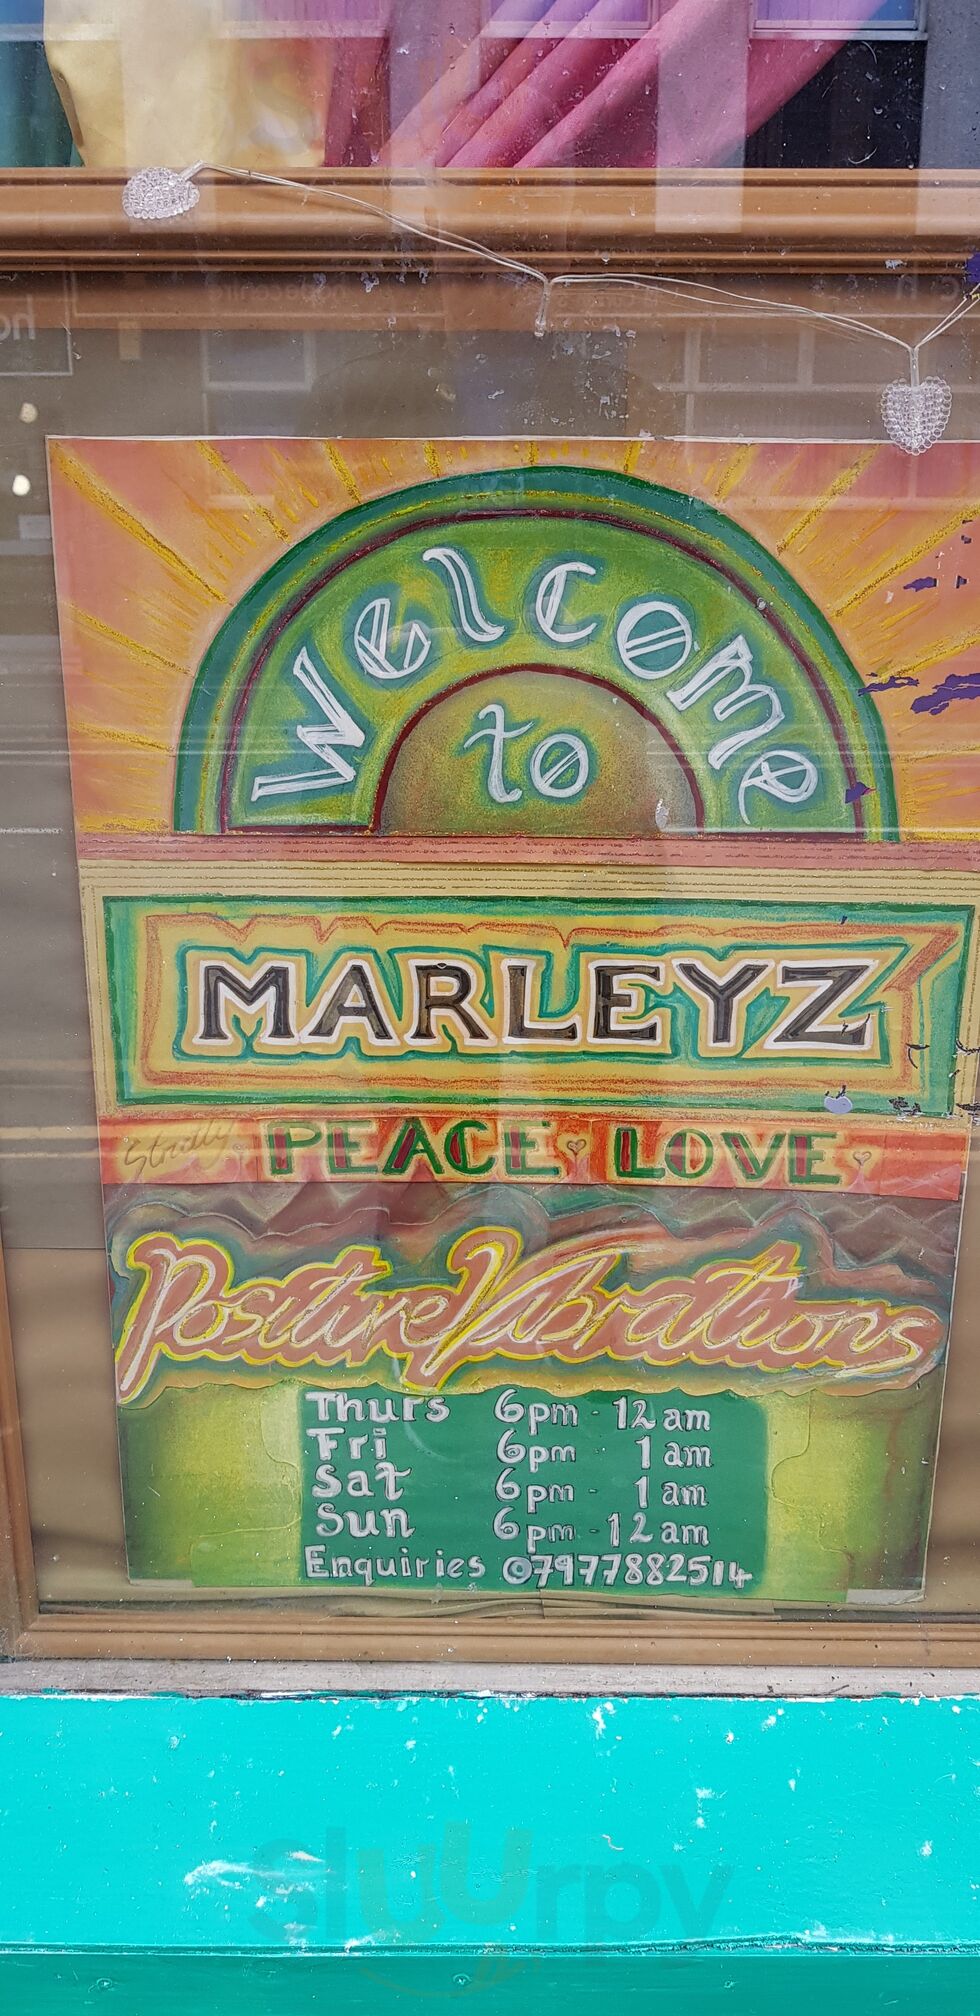 Welcome
to
MARLEYZ
Strictly PEACE LOVE
Positive Vibrations
Thurs 6pm - 12am
Fri 6pm 1am
Sat 6pm - 1am
Sun 6pm - 12am
Enquiries 07977882514
Sluurpy